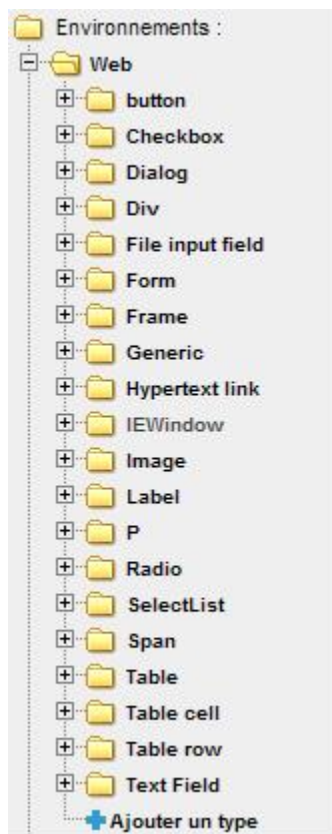 Environnements :
Web
button
Checkbox
Dialog
Div
File input field
Form
Frame
Generic
Hypertext link
IEWindow
Image
Label
P
Radio
SelectList
Span
Table
Table cell
Table row
Text Field
Ajouter un type